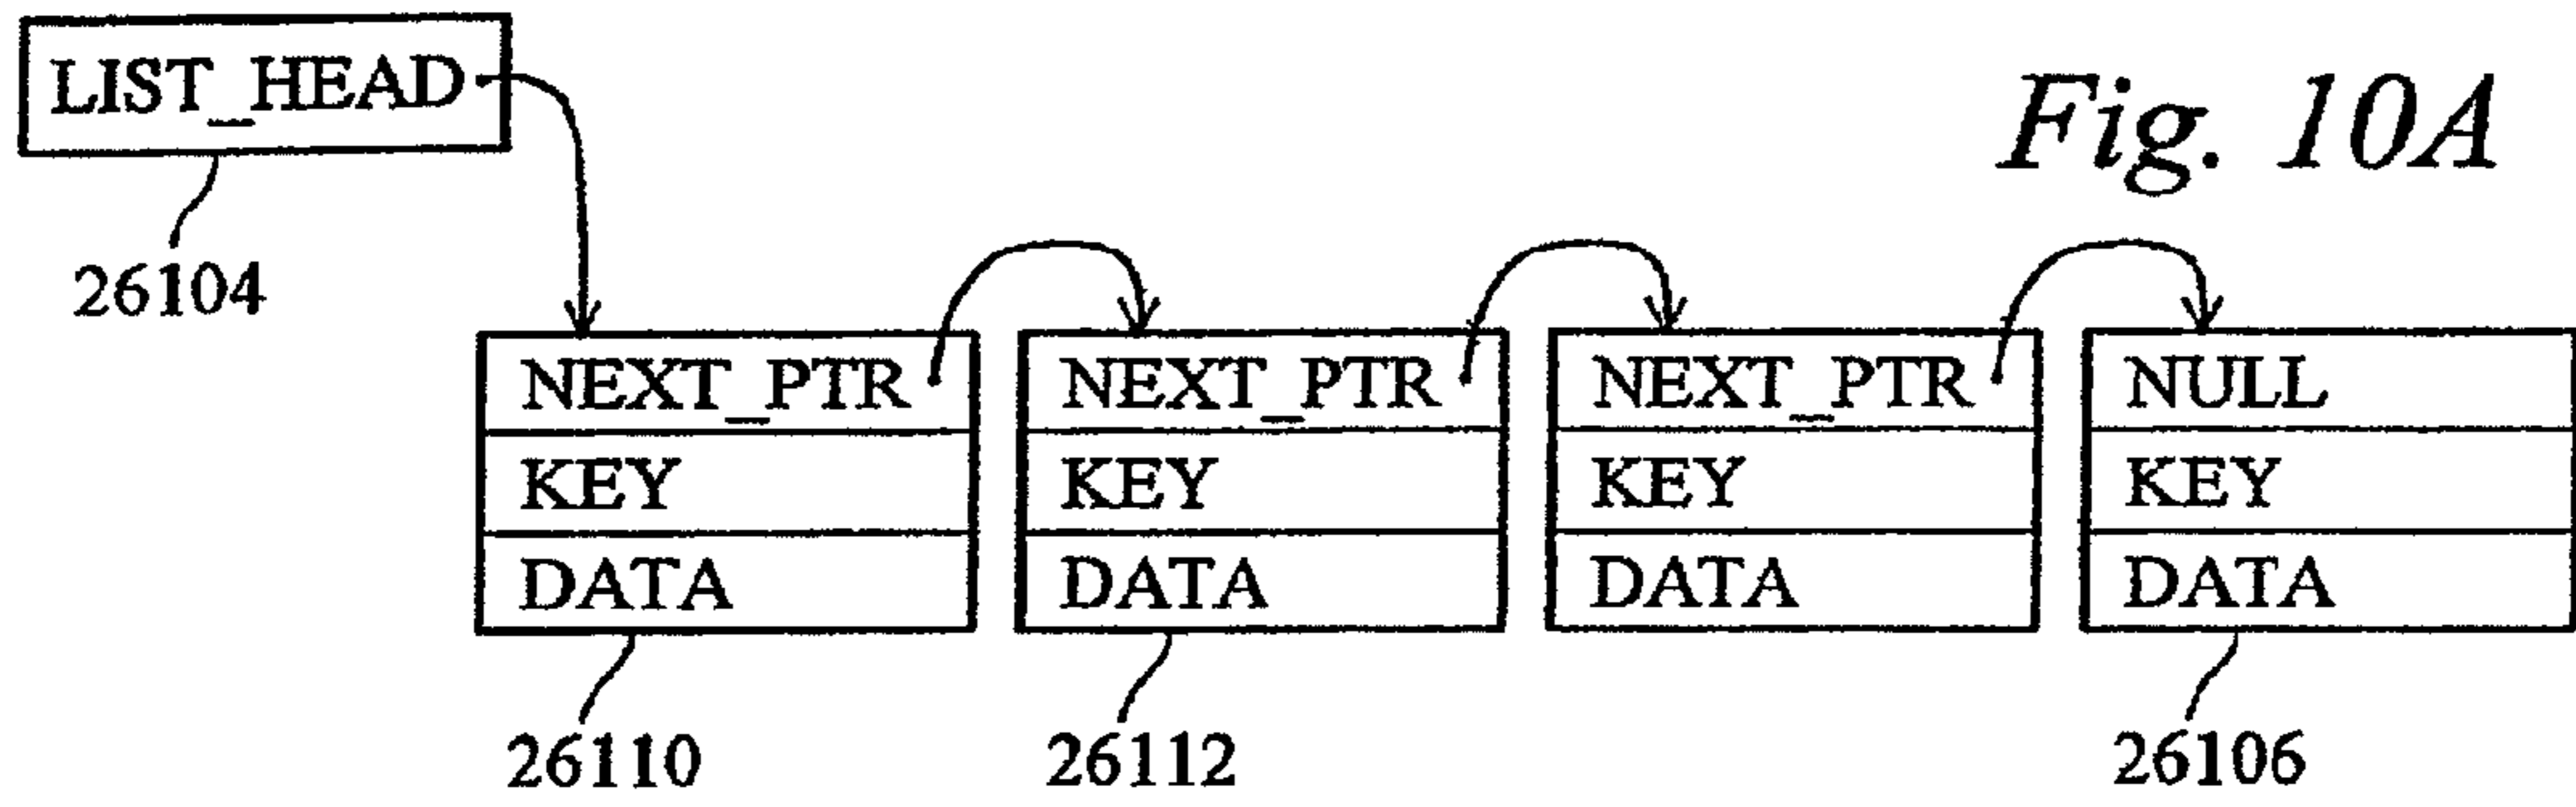 LIST_HEAD
Fig. 10A
26104
NEXT_PTR NEXT_PTR NEXT_PTR NULL
KEY KEY KEY KEY
DATA DATA DATA DATA
26110 26112 26106